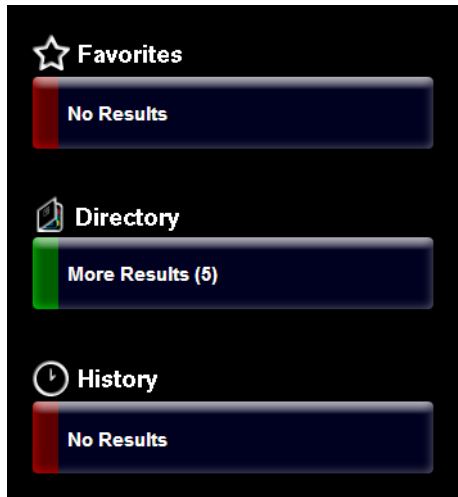 Favorites
No Results
Directory
More Results (5)
History
No Results